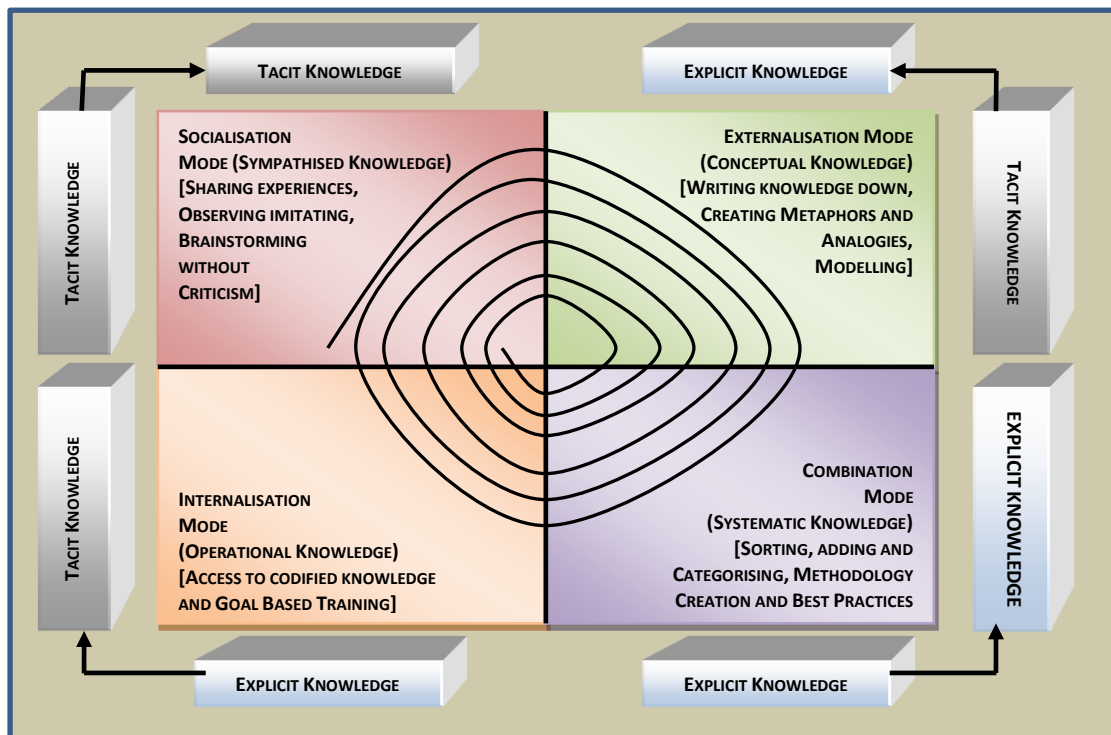 TACIT KNOWLEDGE
EXPLICIT KNOWLEDGE
TACIT KNOWLEDGE
SOCIALISATION
MODE (SYMPATHISED KNOWLEDGE)
[SHARING EXPERIENCES,
OBSERVING IMITATING,
BRAINSTORMING
WITHOUT
CRITICISM]
EXTERNALISATION MODE
(CONCEPTUAL KNOWLEDGE)
[WRITING KNOWLEDGE DOWN,
CREATING METAPHORS AND
ANALOGIES,
MODELLING]
TACIT KNOWLEDGE
TACIT KNOWLEDGE
INTERNALISATION
MODE
(OPERATIONAL KNOWLEDGE)
[ACCESS TO CODIFIED KNOWLEDGE
AND GOAL BASED TRAINING]
COMBINATION
MODE
(SYSTEMATIC KNOWLEDGE)
[SORTING, ADDING AND
CATEGORISING, METHODOLOGY
CREATION AND BEST PRACTICES
EXPLICIT KNOWLEDGE
EXPLICIT KNOWLEDGE
EXPLICIT KNOWLEDGE